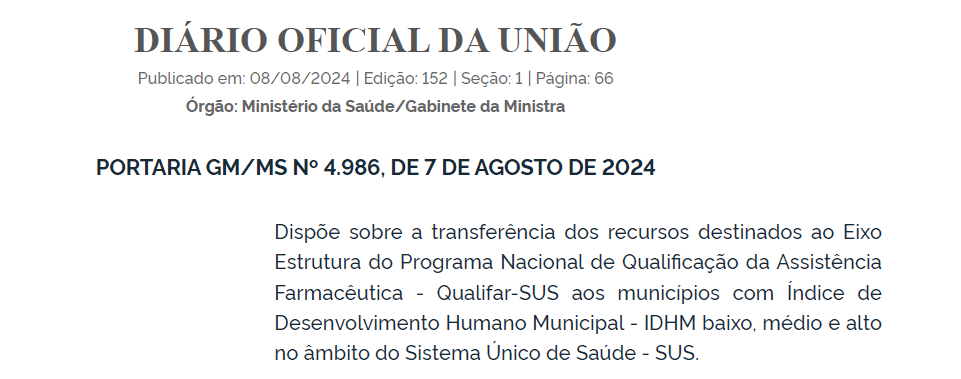 DIÁRIO OFICIAL DA UNIÃO
Publicado em: 08/08/2024 | Edição: 152 | Seção: 1 | Página: 66
Órgão: Ministério da Saúde/Gabinete da Ministra
PORTARIA GM/MS Nº 4.986, DE 7 DE AGOSTO DE 2024
Dispõe sobre a transferência dos recursos destinados ao Eixo
Estrutura do Programa Nacional de Qualificação da Assistência
Farmacêutica - Qualifar-SUS aos municípios com Índice de
Desenvolvimento Humano Municipal - IDHM baixo, médio e alto
no âmbito do Sistema Único de Saúde - SUS.